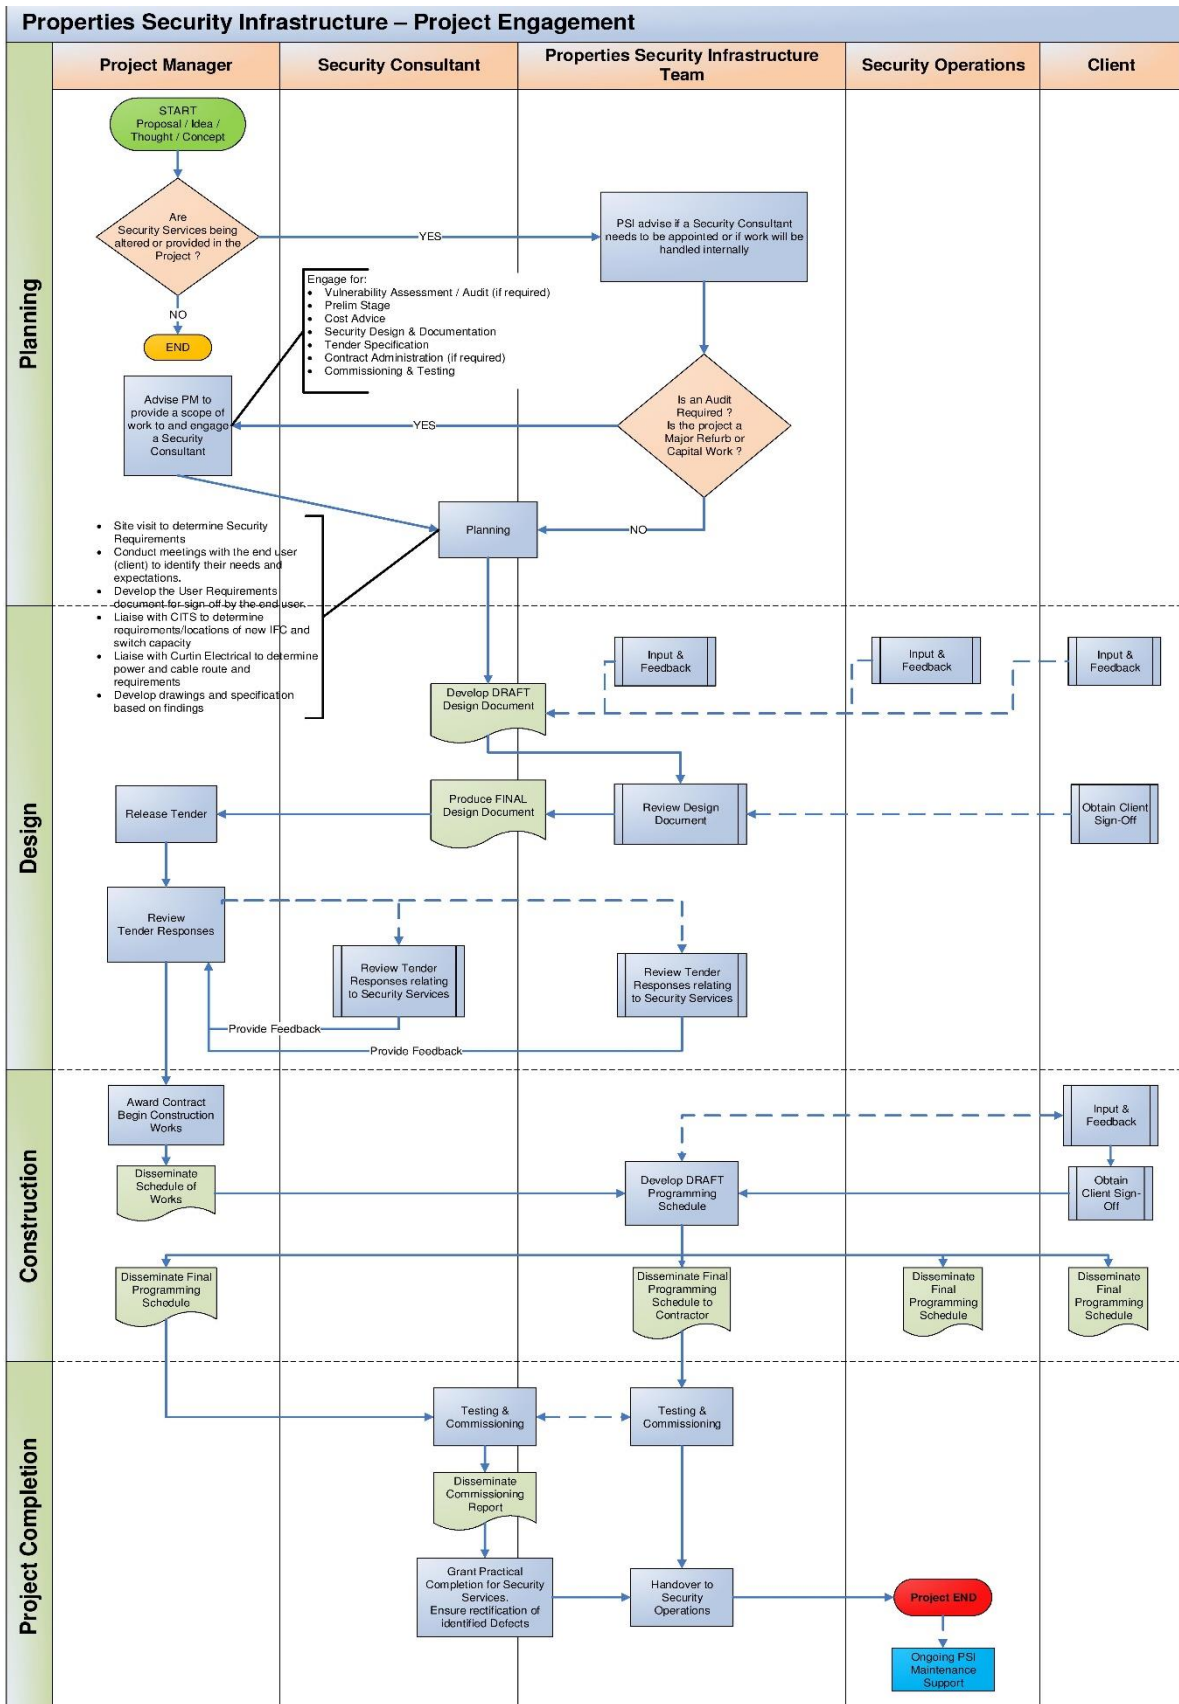 Properties Security Infrastructure – Project Engagement
Project Manager
Security Consultant
Properties Security Infrastructure
Team
Security Operations
Client
Planning
START
Proposal / Idea /
Thought / Concept
Are
Security Services being
altered or provided in the
Project ?
YES
PSI advise if a Security Consultant
needs to be appointed or if work will be
handled internally
NO
END
Engage for:
• Vulnerability Assessment / Audit (if required)
• Prelim Stage
• Cost Advice
• Security Design & Documentation
• Tender Specification
• Contract Administration (if required)
• Commissioning & Testing
Advise PM to
provide a scope of
work to and engage
a Security
Consultant
YES
Is an Audit
Required ?
Is the project a
Major Refurb or
Capital Work ?
NO
Planning
• Site visit to determine Security
Requirements
• Conduct meetings with the end user
(client) to identify their needs and
expectations.
• Develop the User Requirements
document for sign off by the end user.
• Liaise with CITS to determine
requirements/locations of new IFC and
switch capacity
• Liaise with Curtin Electrical to determine
power and cable route and
requirements
• Develop drawings and specification
based on findings
Design
Input &
Feedback
Input &
Feedback
Input &
Feedback
Develop DRAFT
Design Document
Release Tender
Produce FINAL
Design Document
Review Design
Document
Obtain Client
Sign-Off
Review
Tender Responses
Review Tender
Responses relating
to Security Services
Review Tender
Responses relating
to Security Services
Provide Feedback
Provide Feedback
Construction
Award Contract
Begin Construction
Works
Input &
Feedback
Disseminate
Schedule of
Works
Develop DRAFT
Programming
Schedule
Obtain
Client Sign-
Off
Disseminate Final
Programming
Schedule
Disseminate Final
Programming
Schedule to
Contractor
Disseminate
Final
Programming
Schedule
Disseminate
Final
Programming
Schedule
Project Completion
Testing &
Commissioning
Testing &
Commissioning
Disseminate
Commissioning
Report
Grant Practical
Completion for Security
Services.
Ensure rectification of
identified Defects
Handover to
Security
Operations
Project END
Ongoing PSI
Maintenance
Support